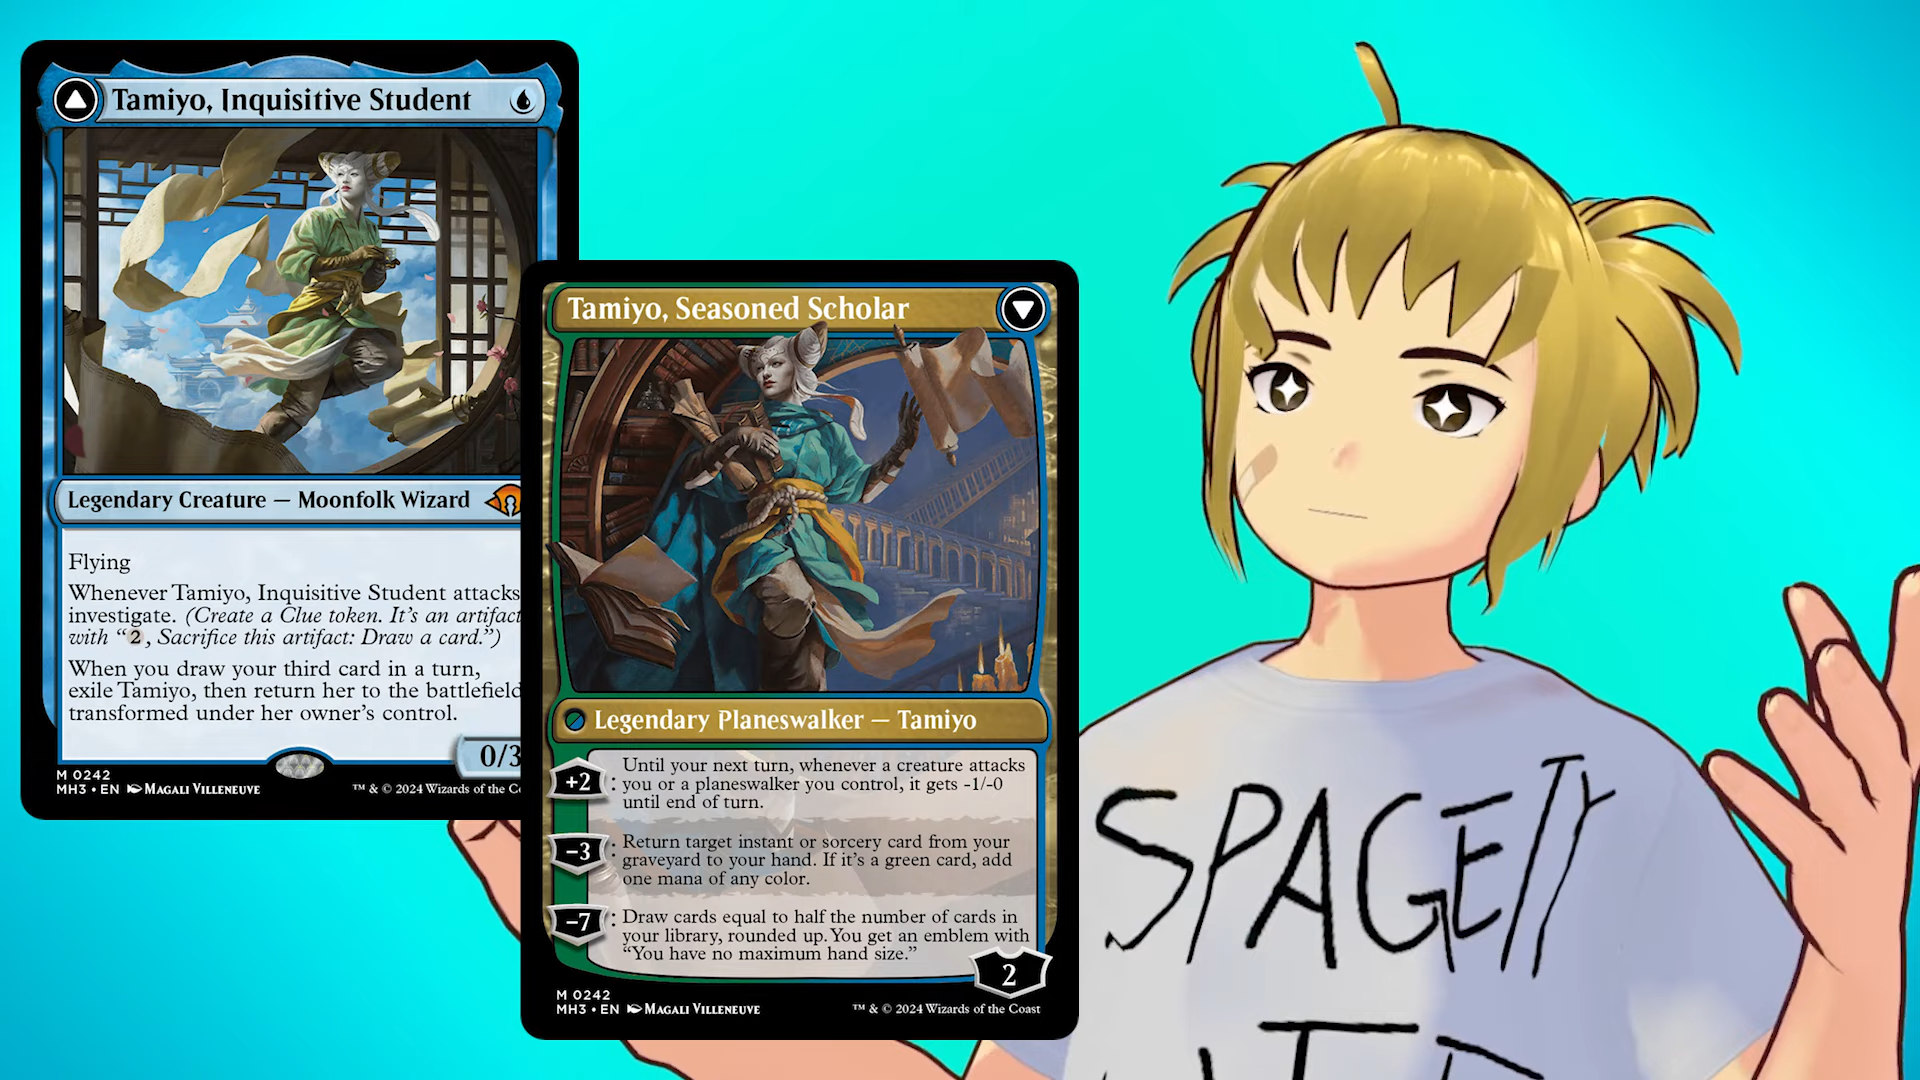 Tamiyo, Inquisitive Student
Legendary Creature — Moonfolk Wizard
Flying
Whenever Tamiyo, Inquisitive Student attacks
investigate. (Create a Clue token. It's an artifact
with “2, Sacrifice this artifact: Draw a card.”)
When you draw your third card in a turn,
exile Tamiyo, then return her to the battlefield
transformed under her owner's control.
0/3
M 0242
MH3 • EN Magali Villeneuve
™ & © 2024 Wizards of the Co
Tamiyo, Seasoned Scholar
Legendary Planeswalker — Tamiyo
+2 : Until your next turn, whenever a creature attacks
you or a planeswalker you control, it gets -1/-0
until end of turn.
−3 : Return target instant or sorcery card from your
graveyard to your hand. If it's a green card, add
one mana of any color.
−7 : Draw cards equal to half the number of cards in
your library, rounded up. You get an emblem with
“You have no maximum hand size.”
2
M 0242
MH3 • EN Magali Villeneuve
™ & © 2024 Wizards of the Coast